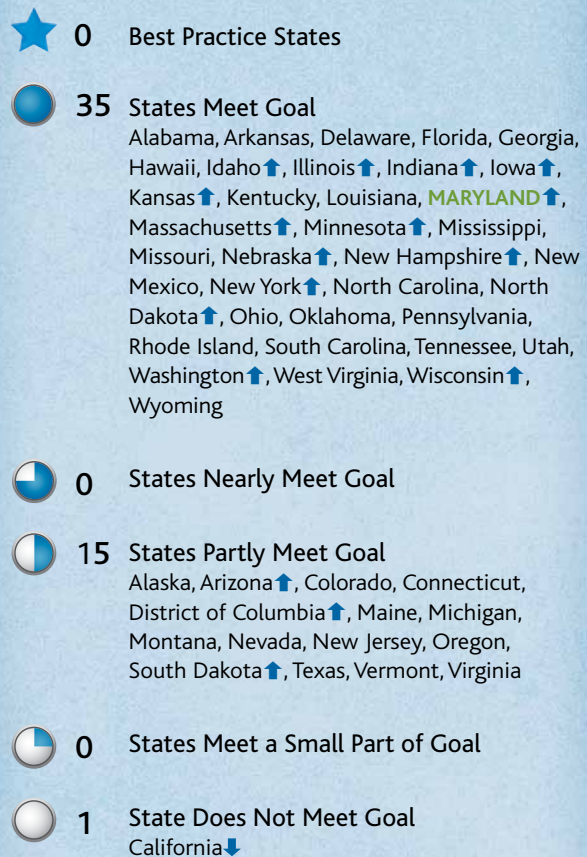 0 Best Practice States
35 States Meet Goal
Alabama, Arkansas, Delaware, Florida, Georgia,
Hawaii, Idaho⬆, Illinois⬆, Indiana⬆, Iowa⬆,
Kansas⬆, Kentucky, Louisiana, MARYLAND⬆,
Massachusetts⬆, Minnesota⬆, Mississippi,
Missouri, Nebraska⬆, New Hampshire⬆, New
Mexico, New York⬆, North Carolina, North
Dakota⬆, Ohio, Oklahoma, Pennsylvania,
Rhode Island, South Carolina, Tennessee, Utah,
Washington⬆, West Virginia, Wisconsin⬆,
Wyoming
0 States Nearly Meet Goal
15 States Partly Meet Goal
Alaska, Arizona⬆, Colorado, Connecticut,
District of Columbia⬆, Maine, Michigan,
Montana, Nevada, New Jersey, Oregon,
South Dakota⬆, Texas, Vermont, Virginia
0 States Meet a Small Part of Goal
1 State Does Not Meet Goal
California⬇